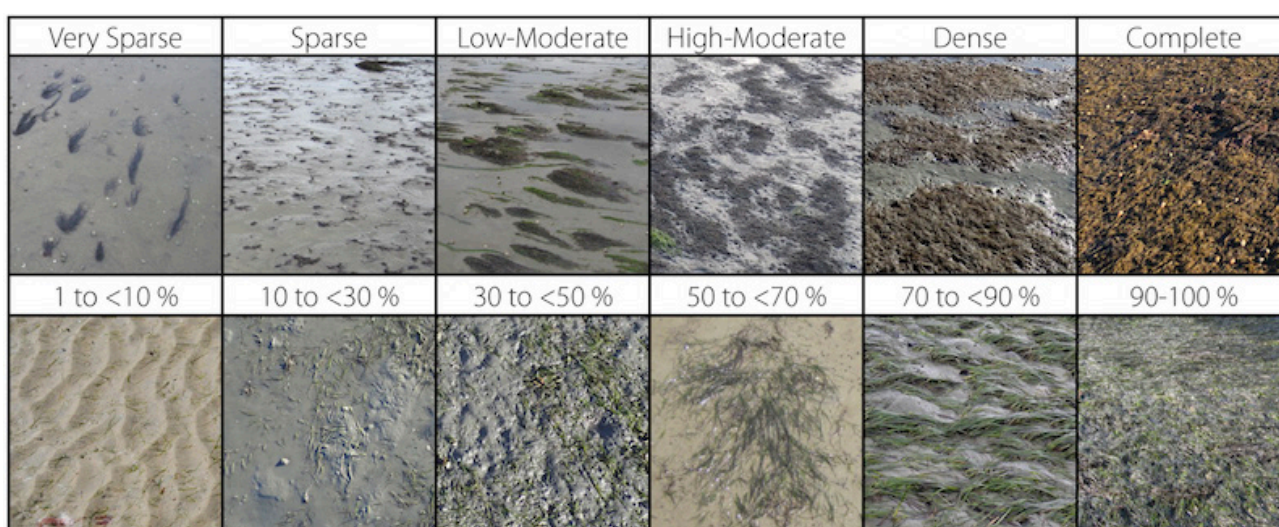 Very Sparse Sparse Low-Moderate High-Moderate Dense Complete
1 to <10 % 10 to <30 % 30 to <50 % 50 to <70 % 70 to <90 % 90-100 %